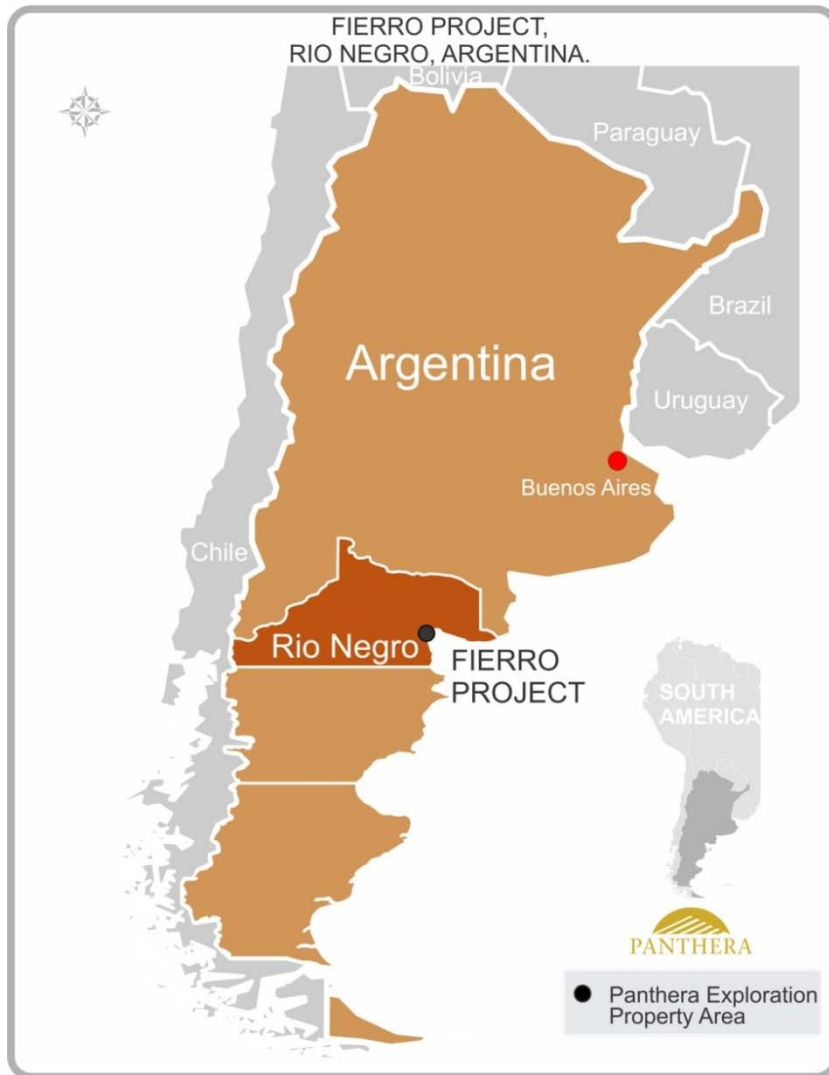 FIERRO PROJECT,
RIO NEGRO, ARGENTINA.
Bolivia
Paraguay
Brazil
Argentina
Uruguay
Buenos Aires
Chile
Rio Negro
FIERRO
PROJECT
SOUTH
AMERICA
PANTHERA
Panthera Exploration
Property Area